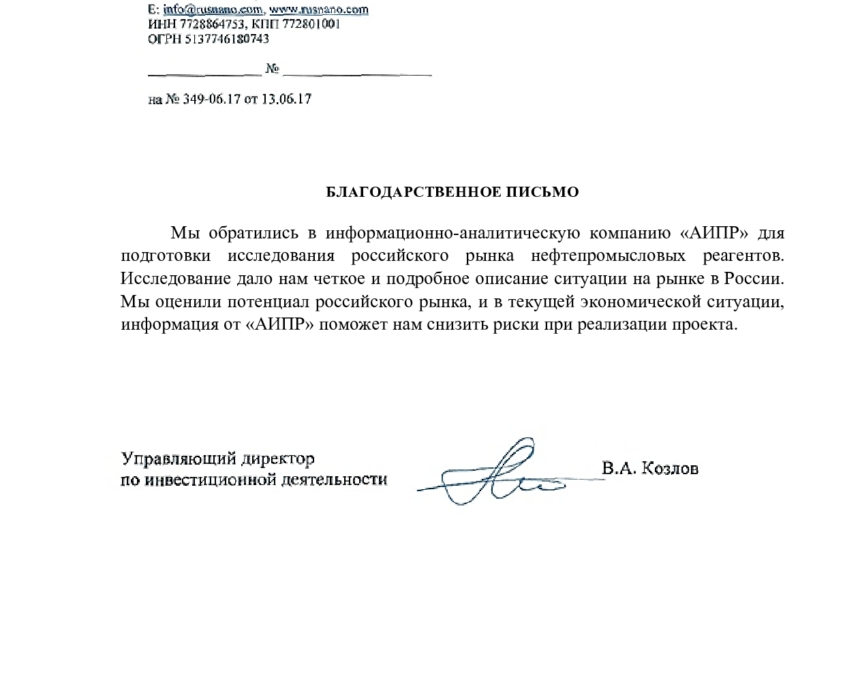 E: info@rusnano.com, www.rusnano.com
ИНН 7728864753, КПП 772801001
ОГРН 5137746180743
_______________ № ____________________
на № 349-06.17 от 13.06.17
БЛАГОДАРСТВЕННОЕ ПИСЬМО
Мы обратились в информационно-аналитическую компанию «АИПР» для
подготовки исследования российского рынка нефтепромысловых реагентов.
Исследование дало нам четкое и подробное описание ситуации на рынке в России.
Мы оценили потенциал российского рынка, и в текущей экономической ситуации,
информация от «АИПР» поможет нам снизить риски при реализации проекта.
Управляющий директор
по инвестиционной деятельности
В.А. Козлов